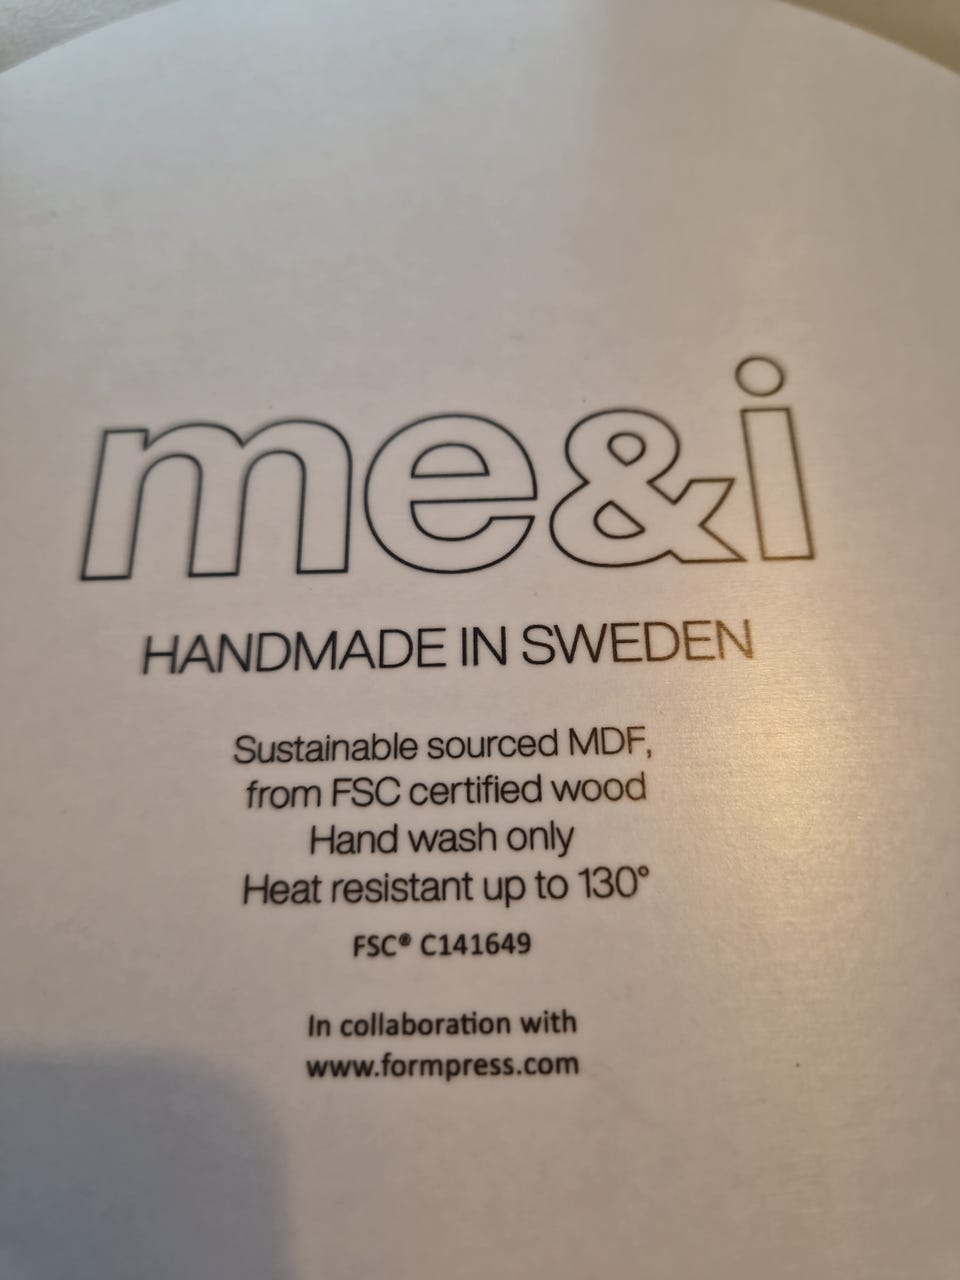 me&i
HANDMADE IN SWEDEN
Sustainable sourced MDF,
from FSC certified wood
Hand wash only
Heat resistant up to 130°
FSC® C141649
In collaboration with
www.formpress.com